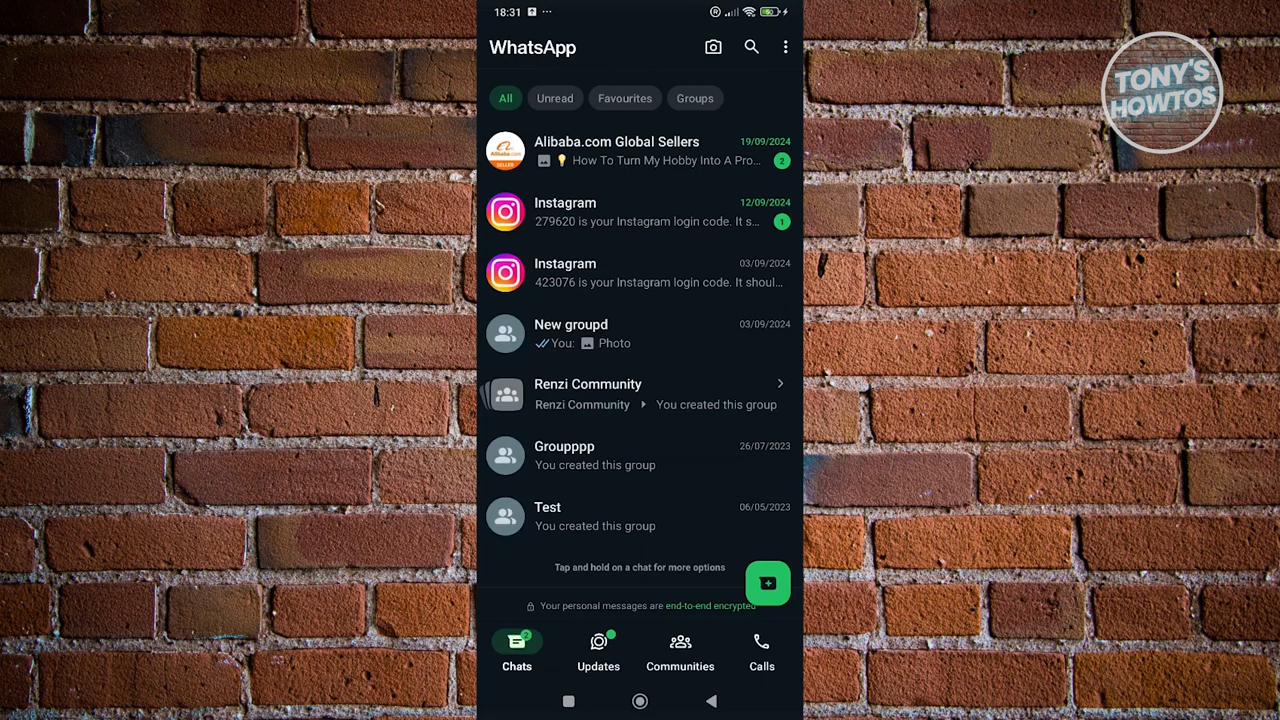 18:31
WhatsApp
TONY'S
HOWTOS
All Unread Favourites Groups
Alibaba.com Global Sellers 19/09/2024
How To Turn My Hobby Into A Pro... 2
Alibaba.com
SELLER
Instagram 12/09/2024
279620 is your Instagram login code. It s... 1
Instagram 03/09/2024
423076 is your Instagram login code. It shoul...
New groupd 03/09/2024
You: Photo
Renzi Community
Renzi Community You created this group
Groupppp 26/07/2023
You created this group
Test 06/05/2023
You created this group
Tap and hold on a chat for more options
Your personal messages are end-to-end encrypted
2
Chats Updates Communities Calls